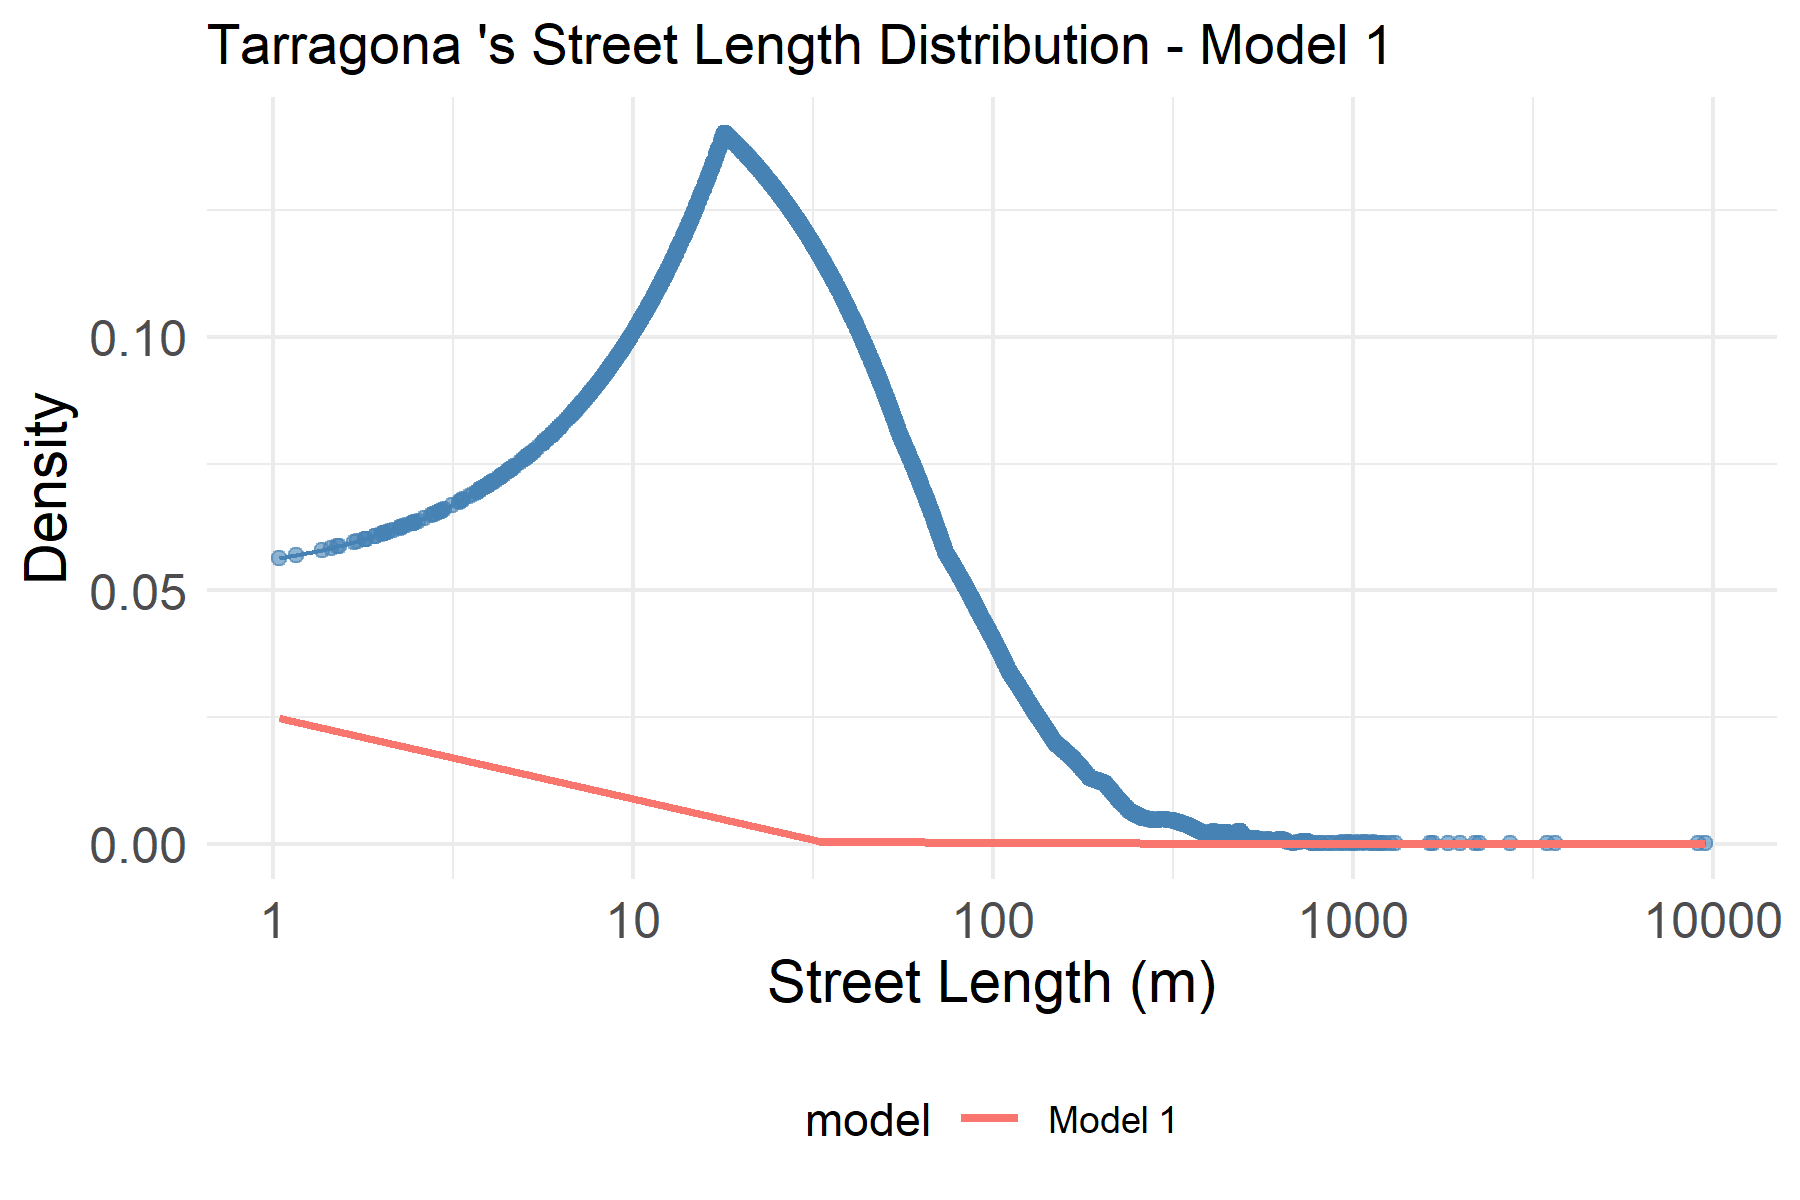 Tarragona 's Street Length Distribution - Model 1
Density
0.10
0.05
0.00
1 10 100 1000 10000
Street Length (m)
model Model 1